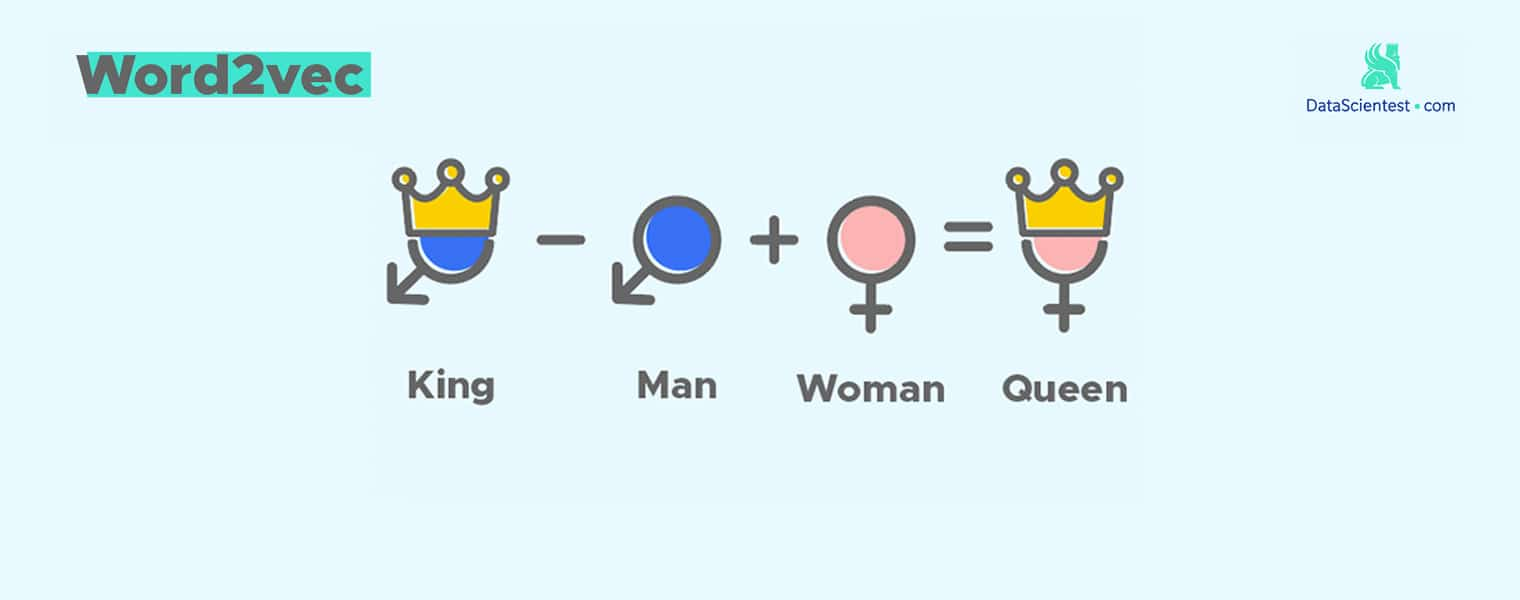 Word2vec
DataScientest•com
− + =
King Man Woman Queen